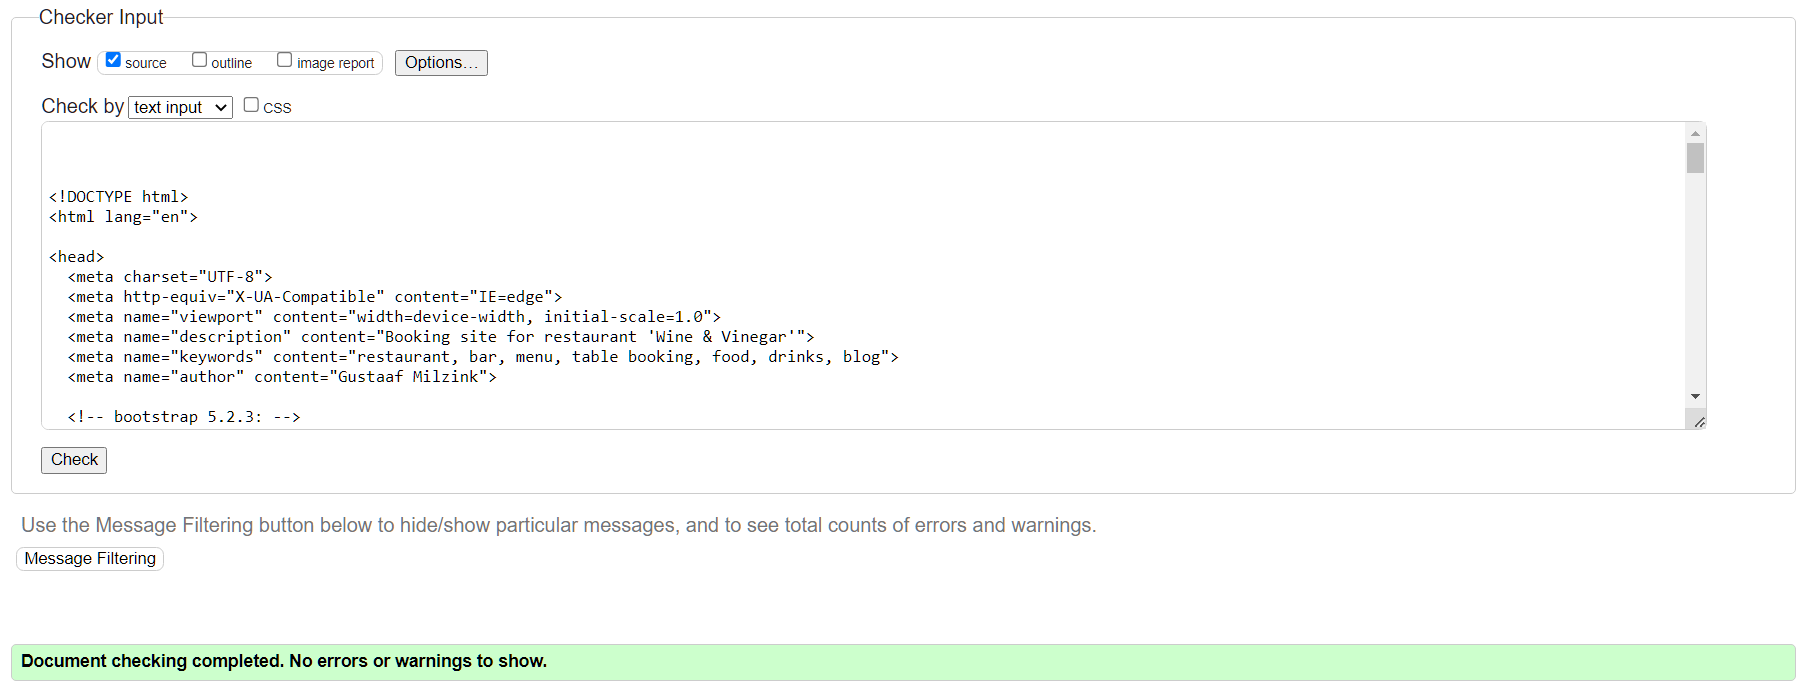 Checker Input
Show source outline image report Options...
Check by text input CSS
<!DOCTYPE html>
<html lang="en">
<head>
<meta charset="UTF-8">
<meta http-equiv="X-UA-Compatible" content="IE=edge">
<meta name="viewport" content="width=device-width, initial-scale=1.0">
<meta name="description" content="Booking site for restaurant 'Wine & Vinegar'">
<meta name="keywords" content="restaurant, bar, menu, table booking, food, drinks, blog">
<meta name="author" content="Gustaaf Milzink">
<!-- bootstrap 5.2.3: -->
Check
Use the Message Filtering button below to hide/show particular messages, and to see total counts of errors and warnings.
Message Filtering
Document checking completed. No errors or warnings to show.